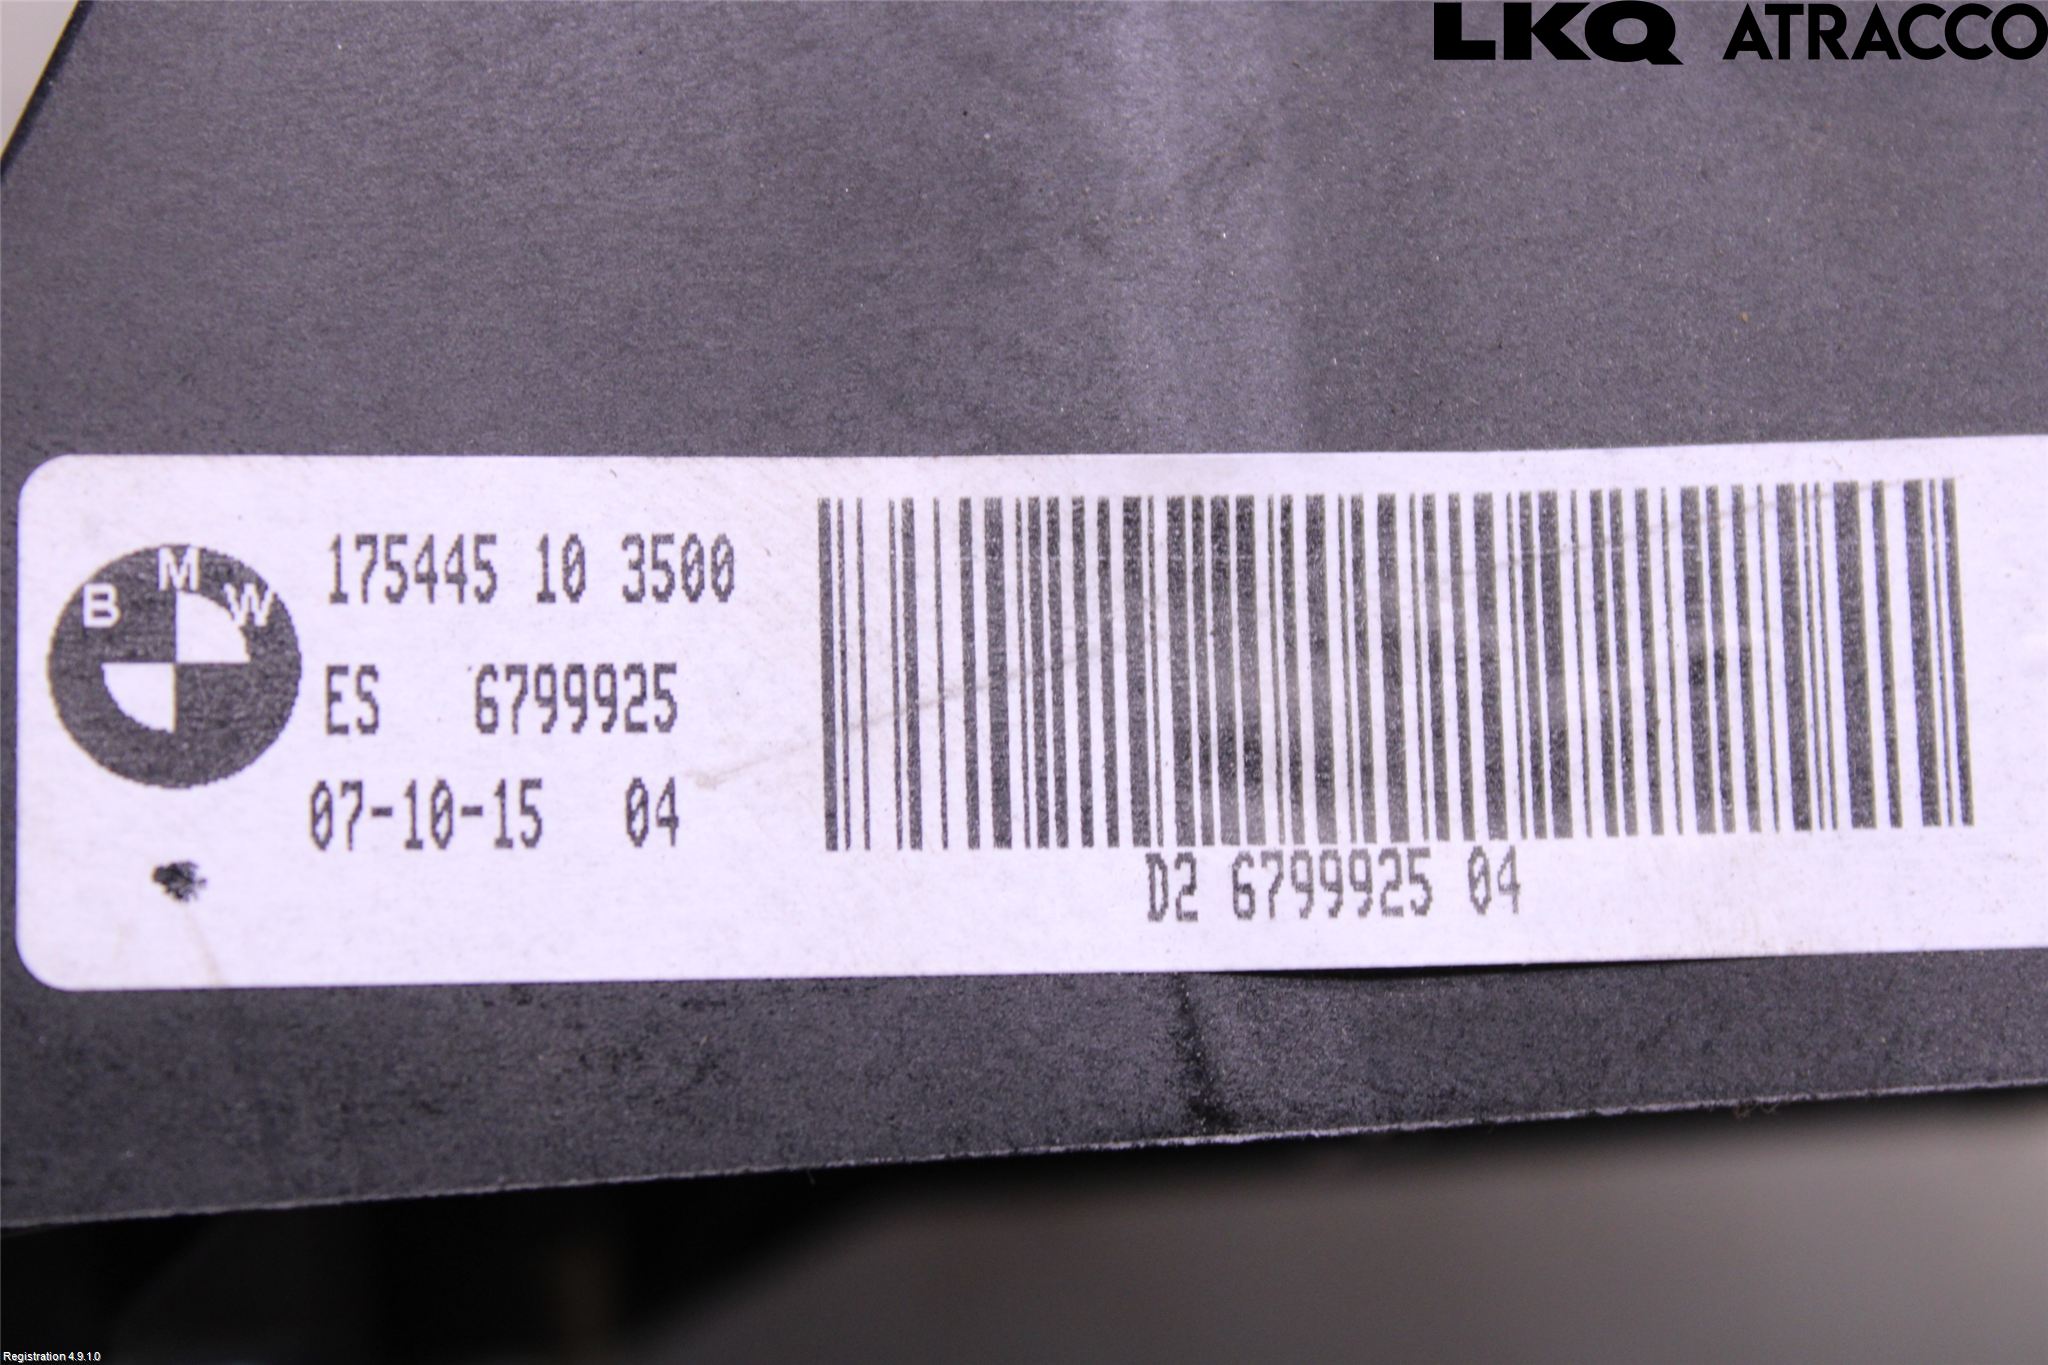 LKQ ATRACCO
B M W
175445 10 3500
ES 6799925
07-10-15 04
D2 6799925 04
Registration 4.9.1.0